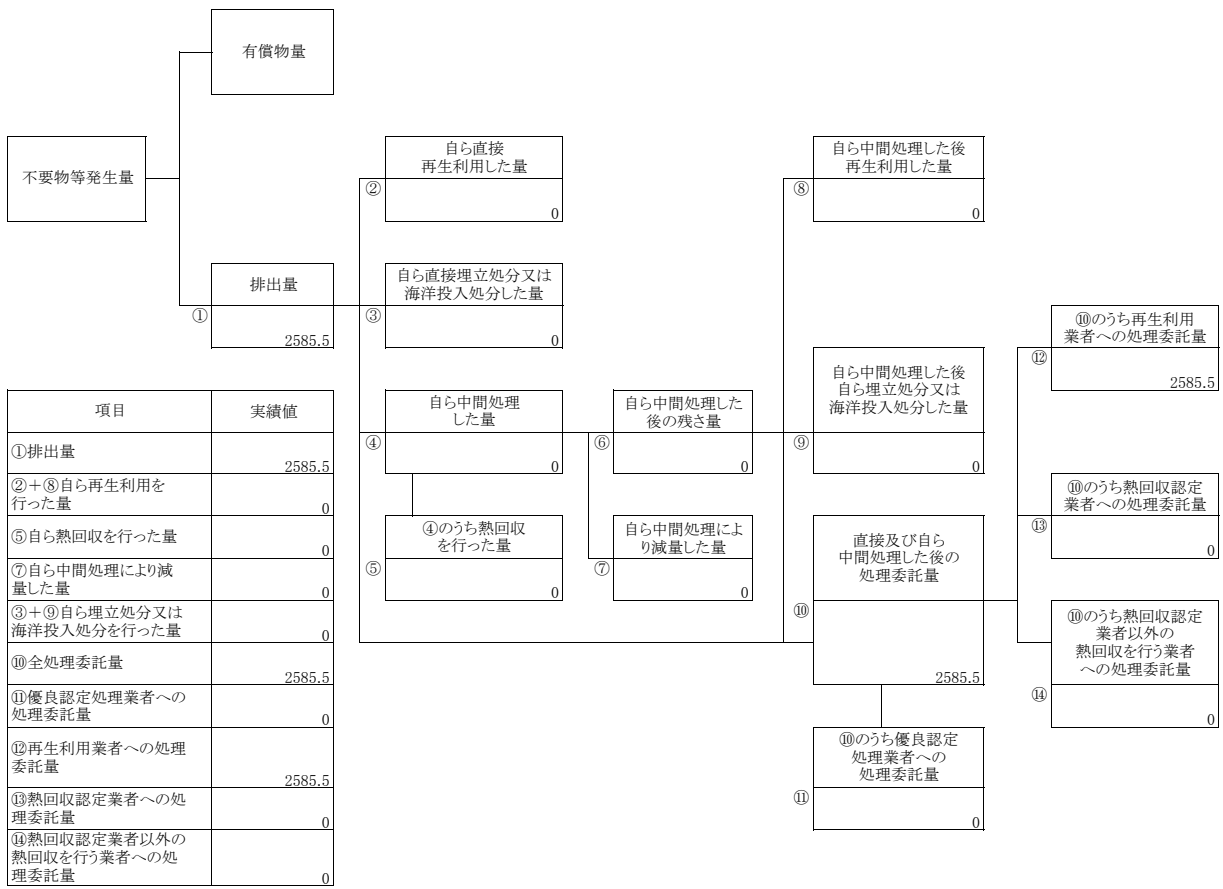 有償物量
不要物等発生量
自ら直接
再生利用した量
②
0
自ら中間処理した後
再生利用した量
⑧
0
排出量
①
2585.5
自ら直接埋立処分又は
海洋投入処分した量
③
0
⑩のうち再生利用
業者への処理委託量
⑫
2585.5
自ら中間処理
した量
④
0
自ら中間処理した
後の残さ量
⑥
0
自ら中間処理した後
自ら埋立処分又は
海洋投入処分した量
⑨
0
⑩のうち熱回収認定
業者への処理委託量
⑬
0
④のうち熱回収
を行った量
⑤
0
自ら中間処理によ
り減量した量
⑦
0
直接及び自ら
中間処理した後の
処理委託量
⑩
2585.5
⑩のうち熱回収認定
業者以外の
熱回収を行う業者
への処理委託量
⑭
0
⑩のうち優良認定
処理業者への
処理委託量
⑪
0
項目 実績値
①排出量
2585.5
②＋⑧自ら再生利用を
行った量
0
⑤自ら熱回収を行った量
0
⑦自ら中間処理により減
量した量
0
③＋⑨自ら埋立処分又は
海洋投入処分を行った量
0
⑩全処理委託量
2585.5
⑪優良認定処理業者への
処理委託量
0
⑫再生利用業者への処理
委託量
2585.5
⑬熱回収認定業者への処
理委託量
0
⑭熱回収認定業者以外の
熱回収を行う業者への処
理委託量
0